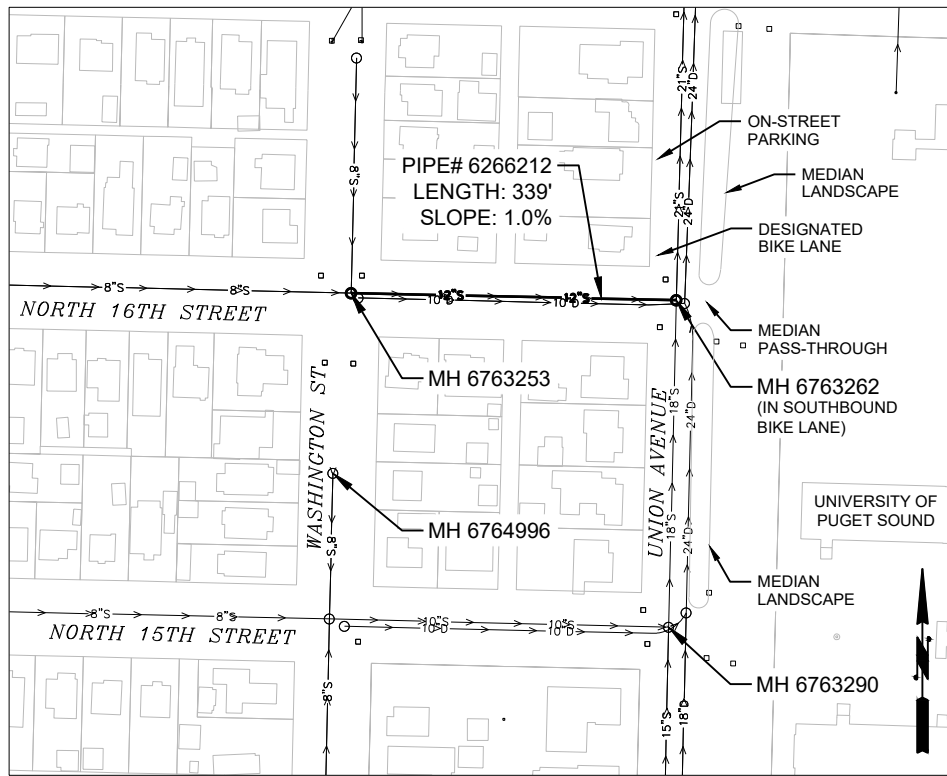 21"S
24"D
ON-STREET
PARKING
PIPE# 6266212
LENGTH: 339'
SLOPE: 1.0%
8"S
MEDIAN
LANDSCAPE
21"S
24"D
DESIGNATED
BIKE LANE
8"S
8"S
12"S
12"S
10"D
10"D
NORTH 16TH STREET
MEDIAN
PASS-THROUGH
MH 6763253
MH 6763262
(IN SOUTHBOUND
BIKE LANE)
18"S
24"D
WASHINGTON ST.
UNION AVENUE
UNIVERSITY OF
PUGET SOUND
MH 6764996
18"S
24"D
8"S
MEDIAN
LANDSCAPE
8"S
8"S
10"S
10"S
10"D
10"D
NORTH 15TH STREET
MH 6763290
8"S
15"S
18"D
N